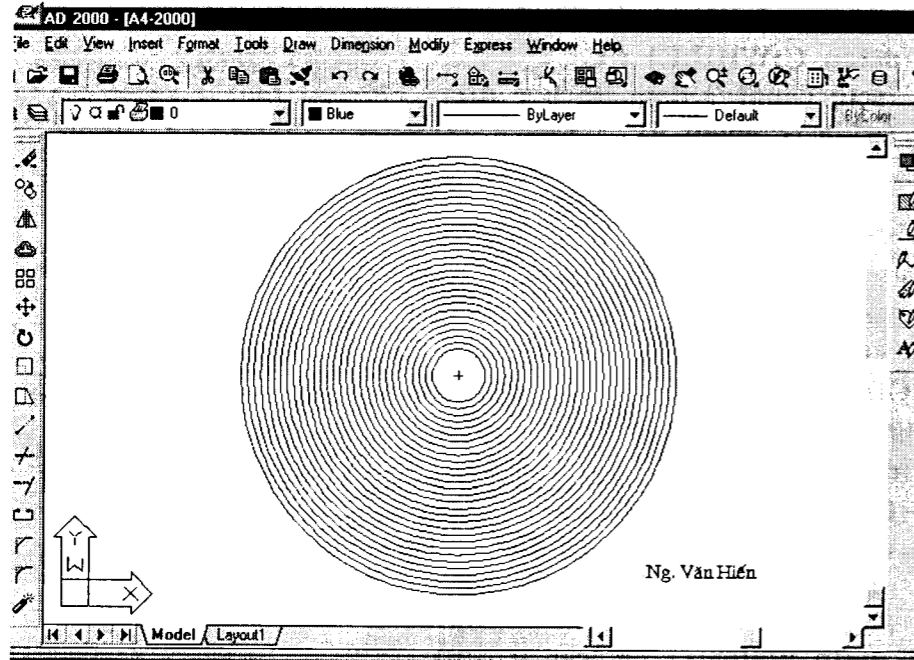 AD 2000 - [A4-2000]
ile Edit View Insert Format Tools Draw Dimension Modify Express Window Help
0 Blue ByLayer Default ByColor
Y
W
X
Ng. Văn Hiến
Model Layout1